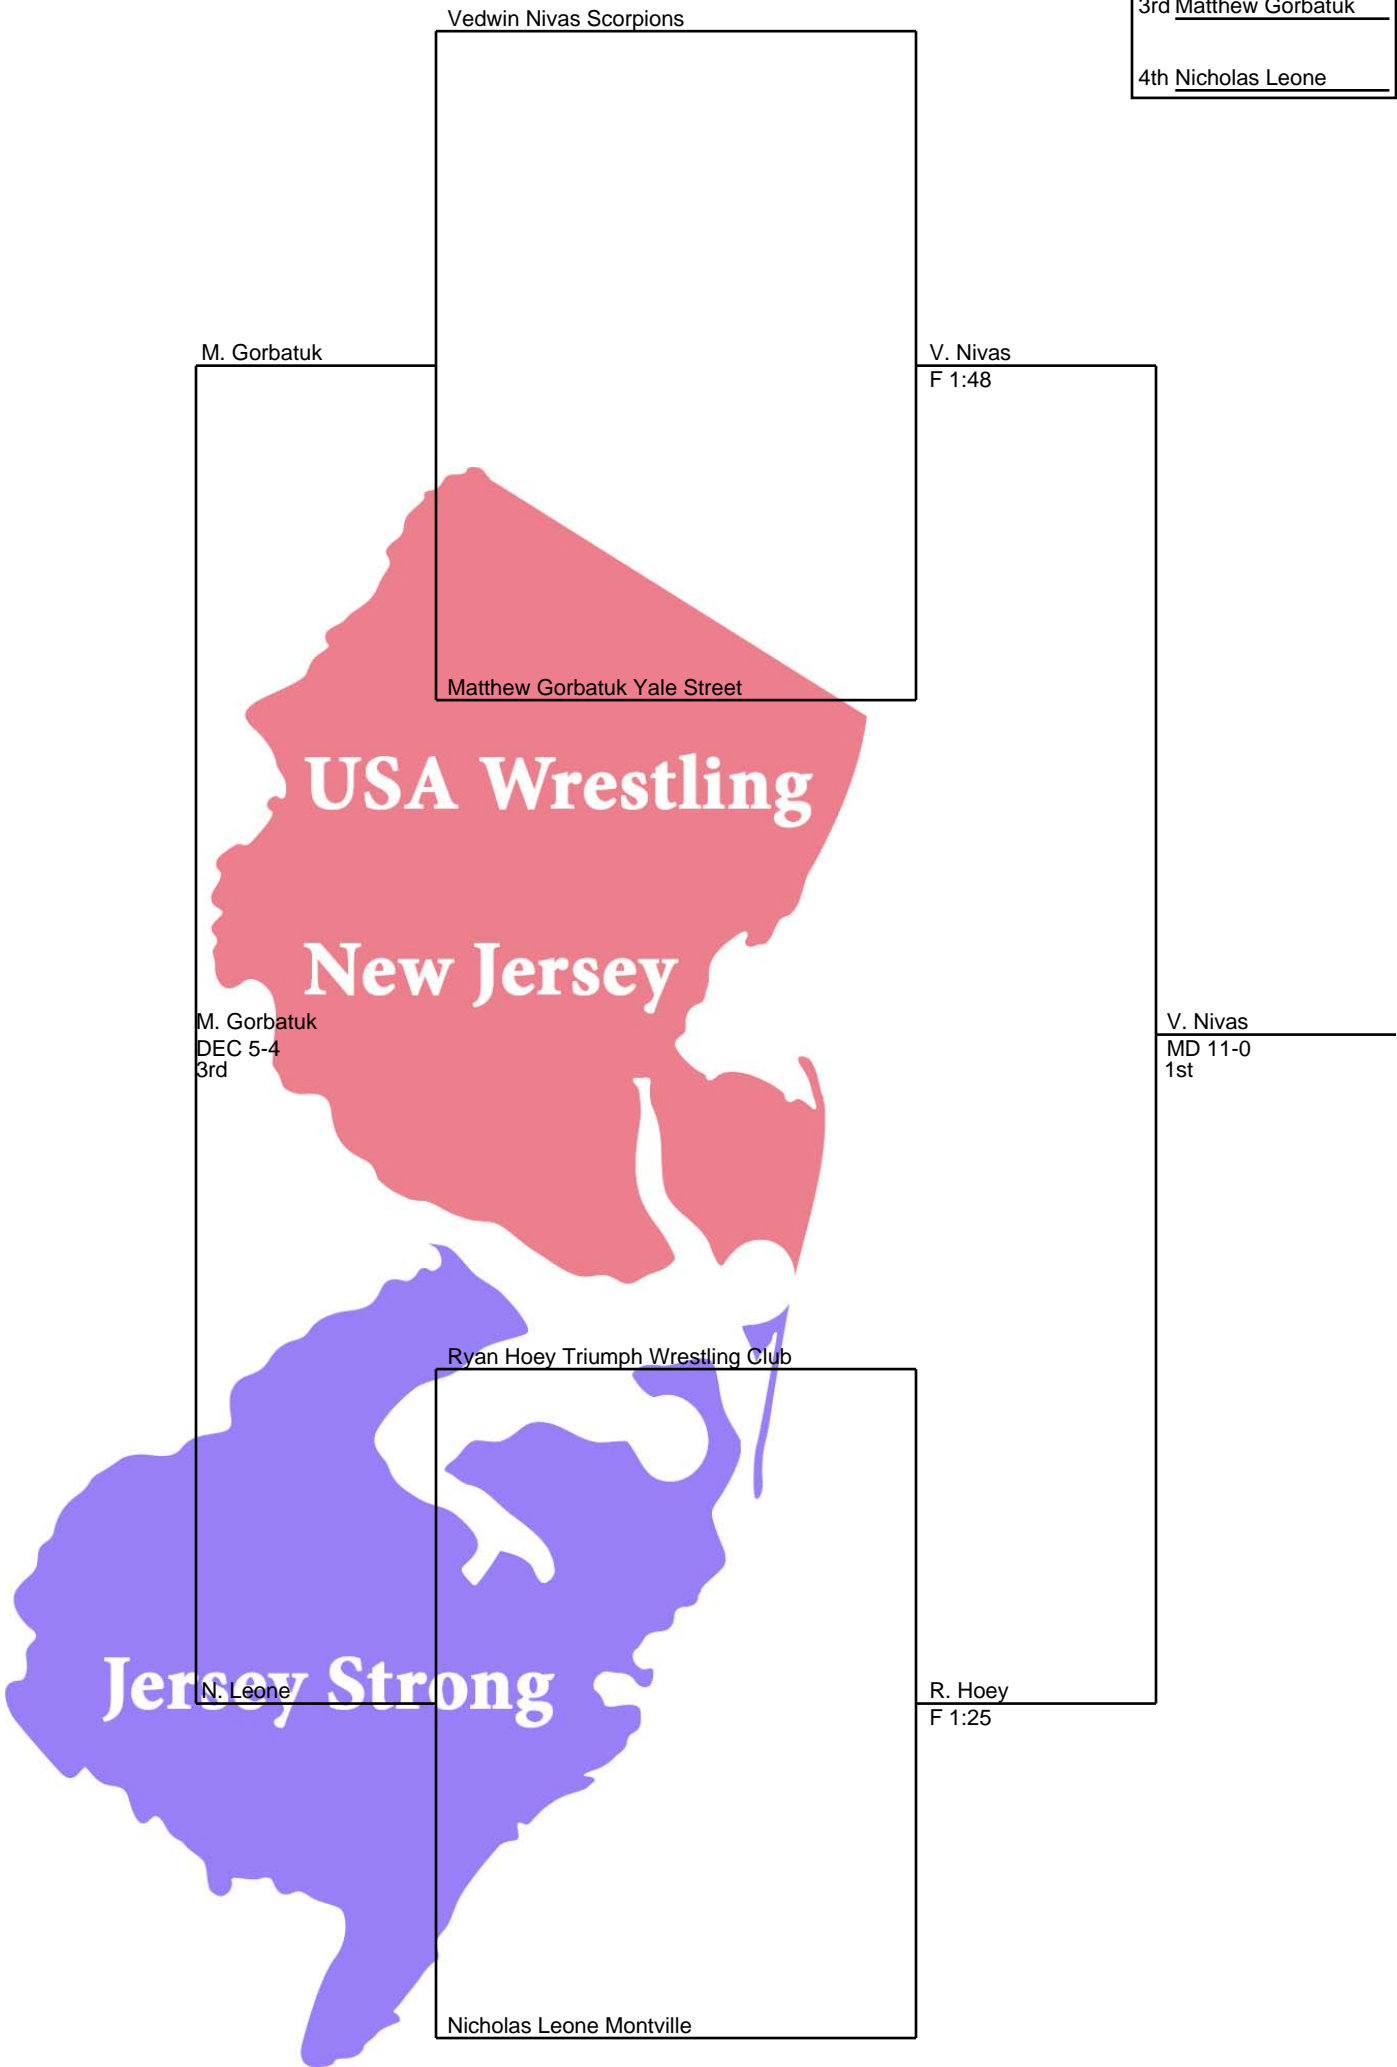 3rd Matthew Gorbatuk
Vedwin Nivas Scorpions
4th Nicholas Leone
M. Gorbatuk
V. Nivas
F 1:48
Matthew Gorbatuk Yale Street
USA Wrestling
New Jersey
M. Gorbatuk
DEC 5-4
3rd
V. Nivas
MD 11-0
1st
Ryan Hoey Triumph Wrestling Club
Jersey Strong
N. Leone
R. Hoey
F 1:25
Nicholas Leone Montville